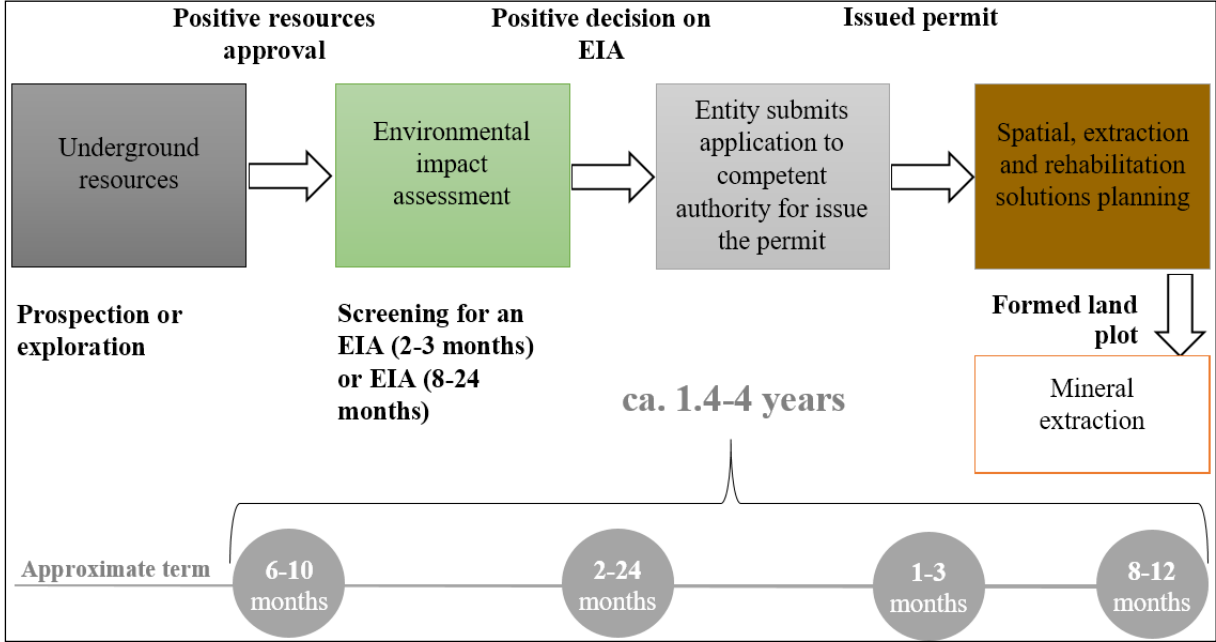 Positive resources
approval
Positive decision on
EIA
Issued permit
Underground
resources
Environmental
impact
assessment
Entity submits
application to
competent
authority for issue
the permit
Spatial, extraction
and rehabilitation
solutions planning
Prospection or
exploration
Screening for an
EIA (2-3 months)
or EIA (8-24
months)
Formed land
plot
Mineral
extraction
ca. 1.4-4 years
Approximate term
6-10
months
2-24
months
1-3
months
8-12
months